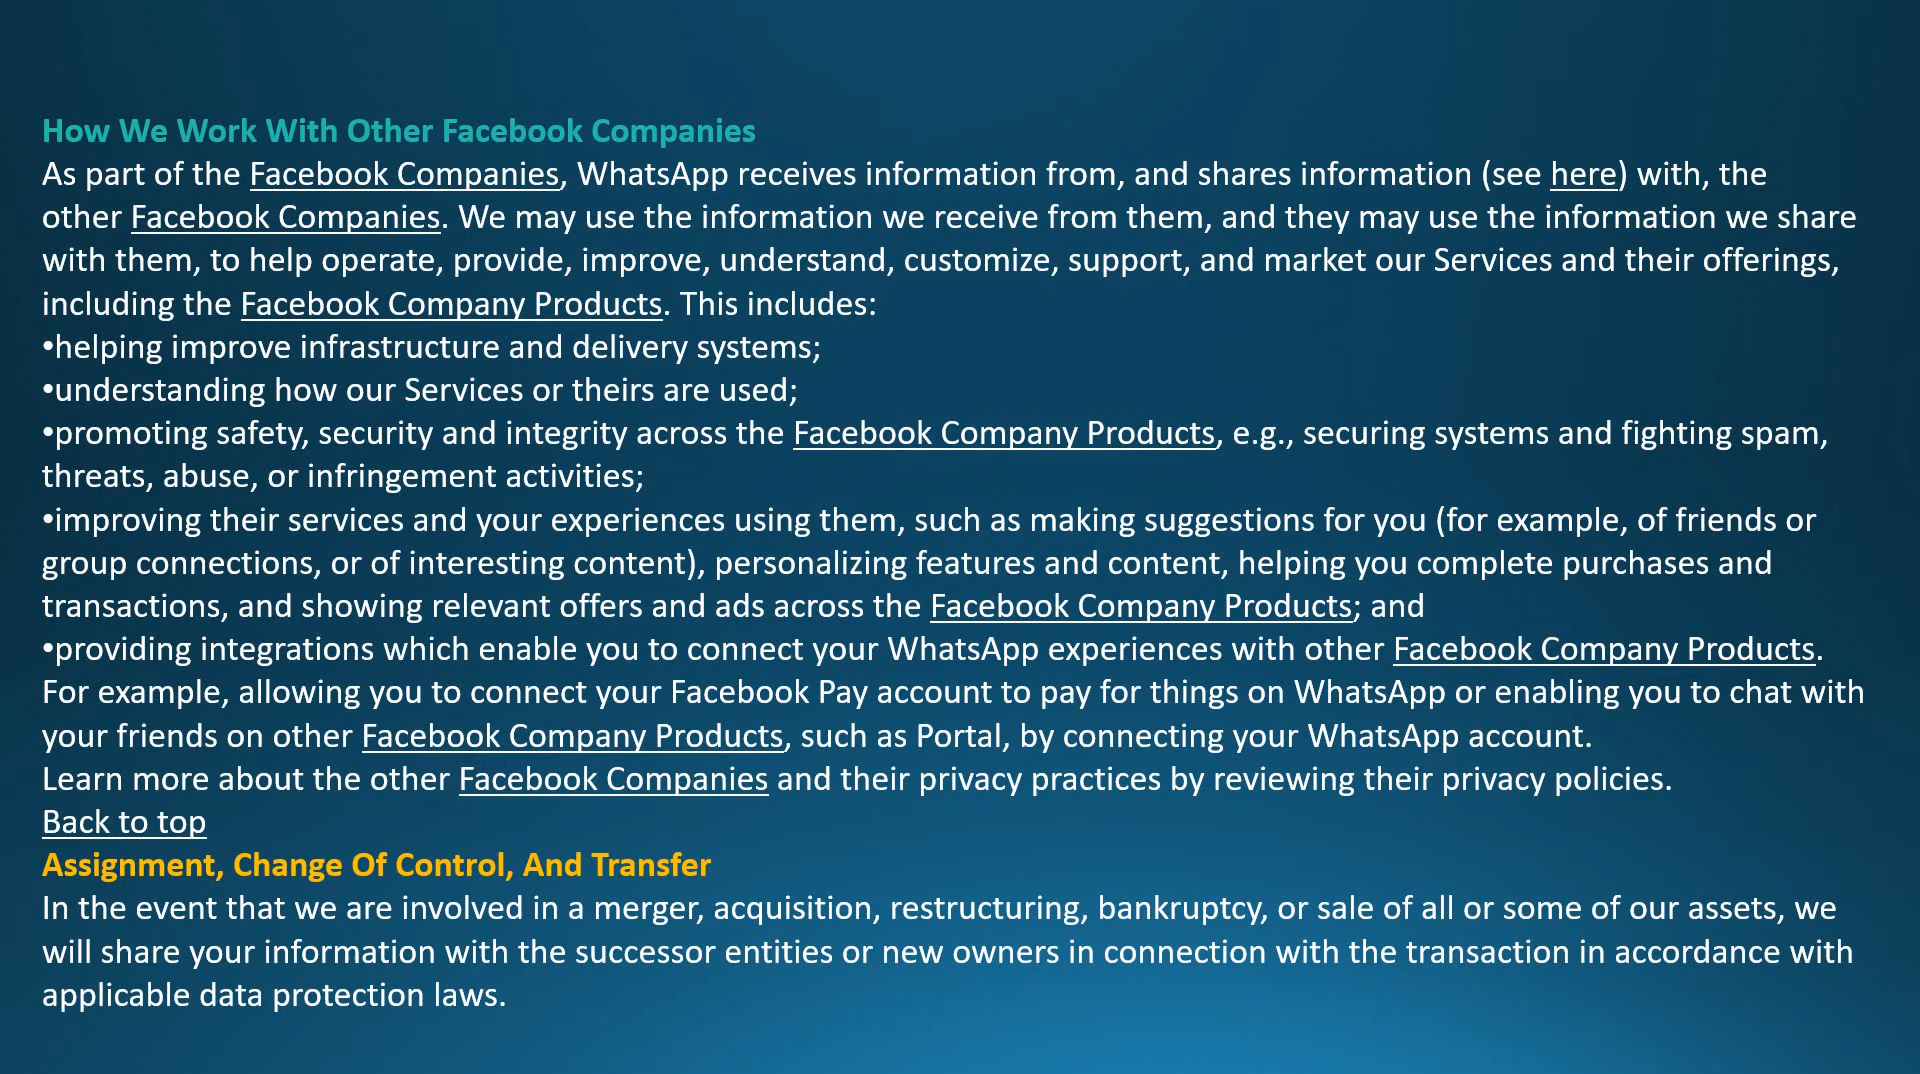 How We Work With Other Facebook Companies
As part of the Facebook Companies, WhatsApp receives information from, and shares information (see here) with, the
other Facebook Companies. We may use the information we receive from them, and they may use the information we share
with them, to help operate, provide, improve, understand, customize, support, and market our Services and their offerings,
including the Facebook Company Products. This includes:
•helping improve infrastructure and delivery systems;
•understanding how our Services or theirs are used;
•promoting safety, security and integrity across the Facebook Company Products, e.g., securing systems and fighting spam,
threats, abuse, or infringement activities;
•improving their services and your experiences using them, such as making suggestions for you (for example, of friends or
group connections, or of interesting content), personalizing features and content, helping you complete purchases and
transactions, and showing relevant offers and ads across the Facebook Company Products; and
•providing integrations which enable you to connect your WhatsApp experiences with other Facebook Company Products.
For example, allowing you to connect your Facebook Pay account to pay for things on WhatsApp or enabling you to chat with
your friends on other Facebook Company Products, such as Portal, by connecting your WhatsApp account.
Learn more about the other Facebook Companies and their privacy practices by reviewing their privacy policies.
Back to top
Assignment, Change Of Control, And Transfer
In the event that we are involved in a merger, acquisition, restructuring, bankruptcy, or sale of all or some of our assets, we
will share your information with the successor entities or new owners in connection with the transaction in accordance with
applicable data protection laws.